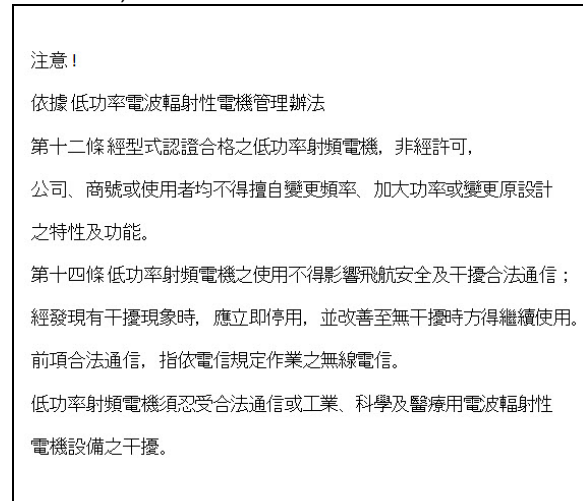 注意!
依據低功率電波輻射性電機管理辦法
第十二條經型式認證合格之低功率射頻電機，非經許可，
公司、商號或使用者均不得擅自變更頻率、加大功率或變更原設計
之特性及功能。
第十四條低功率射頻電機之使用不得影響飛航安全及干擾合法通信；
經發現有干擾現象時，應立即停用，並改善至無干擾時方得繼續使用。
前項合法通信，指依電信規定作業之無線電信。
低功率射頻電機須忍受合法通信或工業、科學及醫療用電波輻射性
電機設備之干擾。